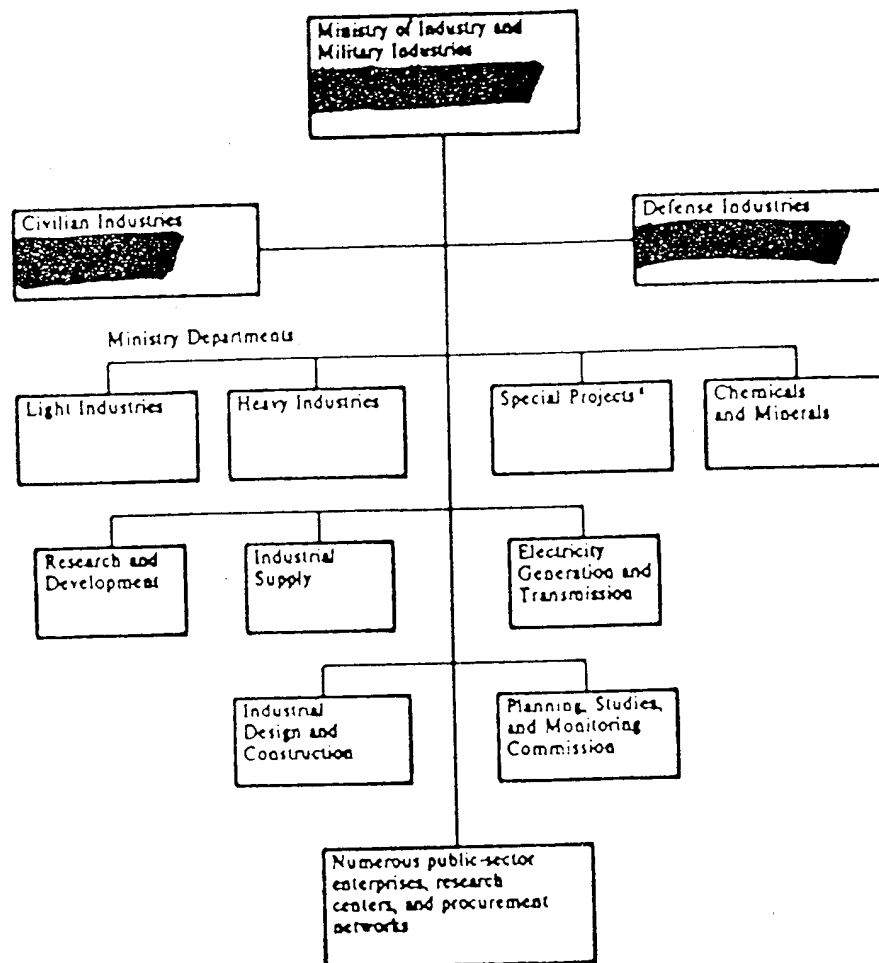 Ministry of Industry and
Military Industries
Civilian Industries
Defense Industries
Ministry Departments
Light Industries
Heavy Industries
Special Projects
Chemicals
and Minerals
Research and
Development
Industrial
Supply
Electricity
Generation and
Transmission
Industrial
Design and
Construction
Planning, Studies,
and Monitoring
Commission
Numerous public-sector
enterprises, research
centers, and procurement
networks